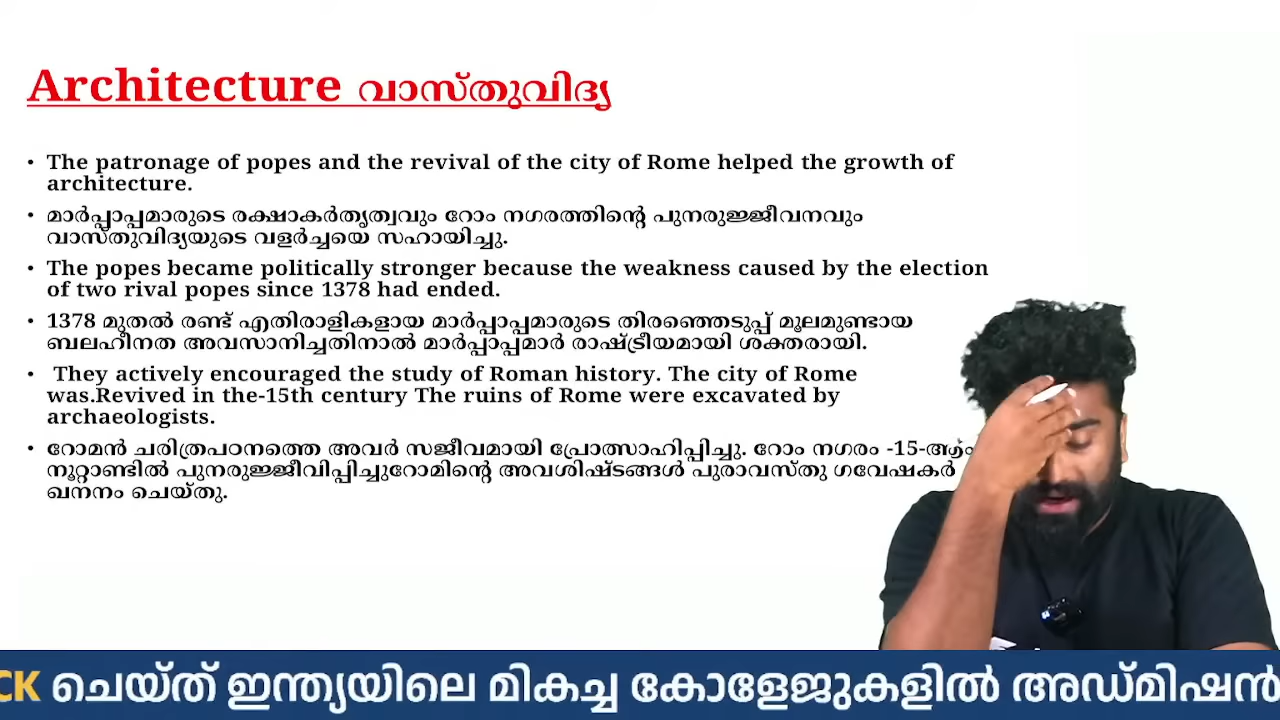 Architecture വാസ്തുവിദ്യ
• The patronage of popes and the revival of the city of Rome helped the growth of
architecture.
• മാർപ്പാപ്പമാരുടെ രക്ഷാകർതൃത്വവും റോം നഗരത്തിന്റെ പുനരുജ്ജീവനവും
വാസ്തുവിദ്യയുടെ വളർച്ചയെ സഹായിച്ചു.
• The popes became politically stronger because the weakness caused by the election
of two rival popes since 1378 had ended.
• 1378 മുതൽ രണ്ട് എതിരാളികളായ മാർപ്പാപ്പമാരുടെ തിരഞ്ഞെടുപ്പ് മൂലമുണ്ടായ
ബലഹീനത അവസാനിച്ചതിനാൽ മാർപ്പാപ്പമാർ രാഷ്ട്രീയമായി ശക്തരായി.
• They actively encouraged the study of Roman history. The city of Rome
was.Revived in the-15th century The ruins of Rome were excavated by
archaeologists.
• റോമൻ ചരിത്രപഠനത്തെ അവർ സജീവമായി പ്രോത്സാഹിപ്പിച്ചു. റോം നഗരം -15-ആം
നൂറ്റാണ്ടിൽ പുനരുജ്ജീവിപ്പിച്ചുറോമിന്റെ അവശിഷ്ടങ്ങൾ പുരാവസ്തു ഗവേഷകർ
ഖനനം ചെയ്തു.
CK ചെയ്ത് ഇന്ത്യയിലെ മികച്ച കോളേജുകളിൽ അഡ്മിഷൻ